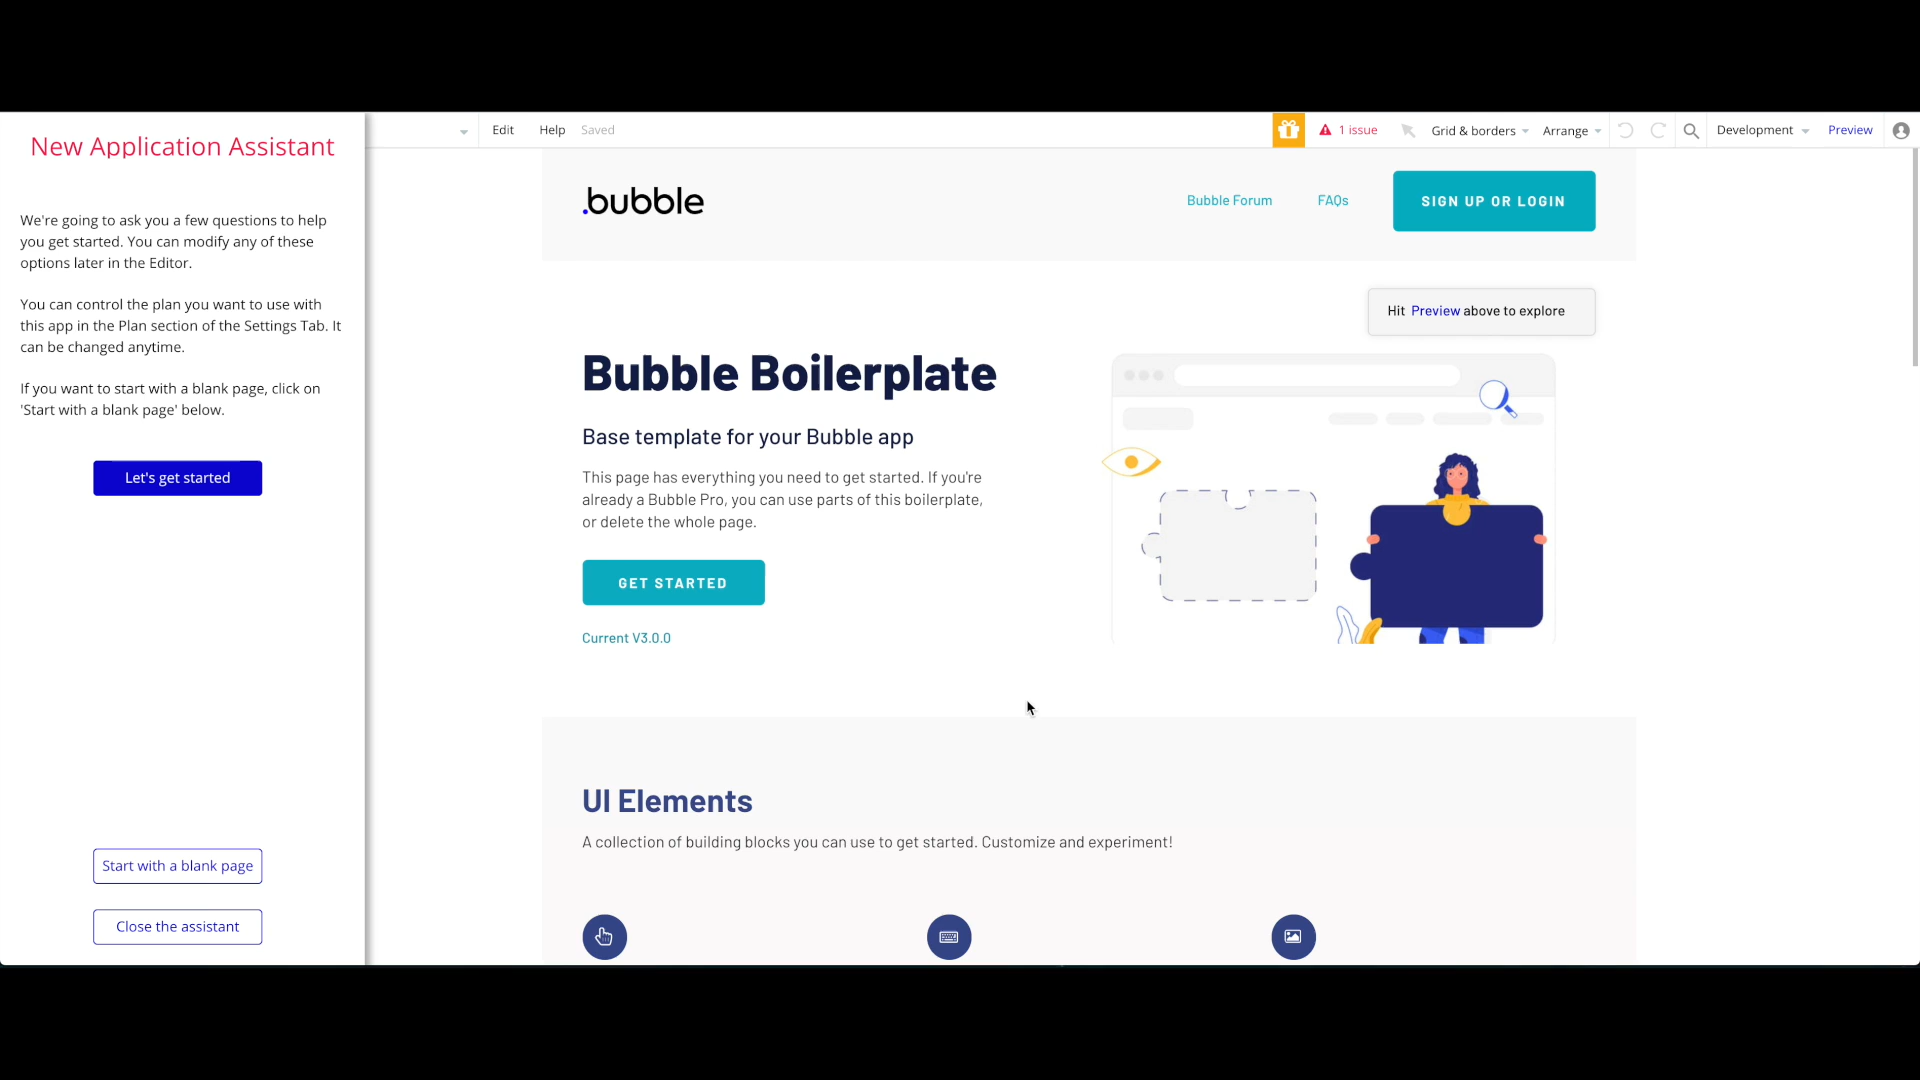 New Application Assistant
We're going to ask you a few questions to help
you get started. You can modify any of these
options later in the Editor.
You can control the plan you want to use with
this app in the Plan section of the Settings Tab. It
can be changed anytime.
If you want to start with a blank page, click on
'Start with a blank page' below.
Let's get started
Start with a blank page
Close the assistant
Edit Help Saved
1 issue Grid & borders Arrange Development Preview
.bubble
Bubble Forum FAQs SIGN UP OR LOGIN
Hit Preview above to explore
Bubble Boilerplate
Base template for your Bubble app
This page has everything you need to get started. If you're
already a Bubble Pro, you can use parts of this boilerplate,
or delete the whole page.
GET STARTED
Current V3.0.0
UI Elements
A collection of building blocks you can use to get started. Customize and experiment!